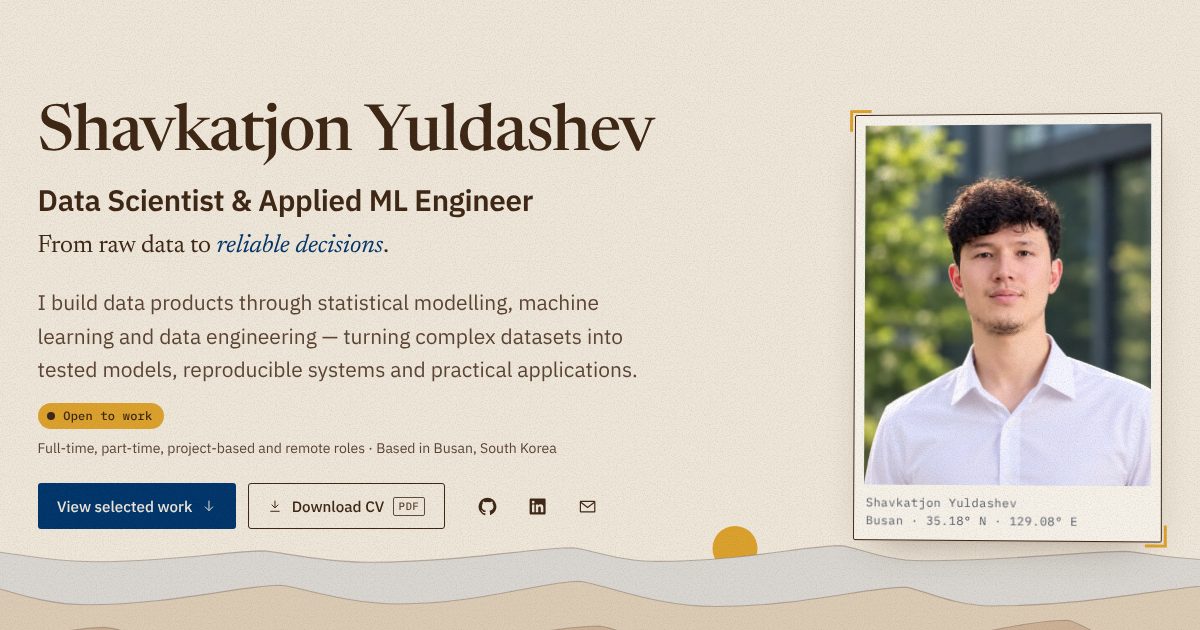 Shavkatjon Yuldashev
Data Scientist & Applied ML Engineer
From raw data to reliable decisions.
I build data products through statistical modelling, machine
learning and data engineering — turning complex datasets into
tested models, reproducible systems and practical applications.
Open to work
Full-time, part-time, project-based and remote roles · Based in Busan, South Korea
View selected work ↓
Download CV PDF
in
Shavkatjon Yuldashev
Busan · 35.18° N · 129.08° E